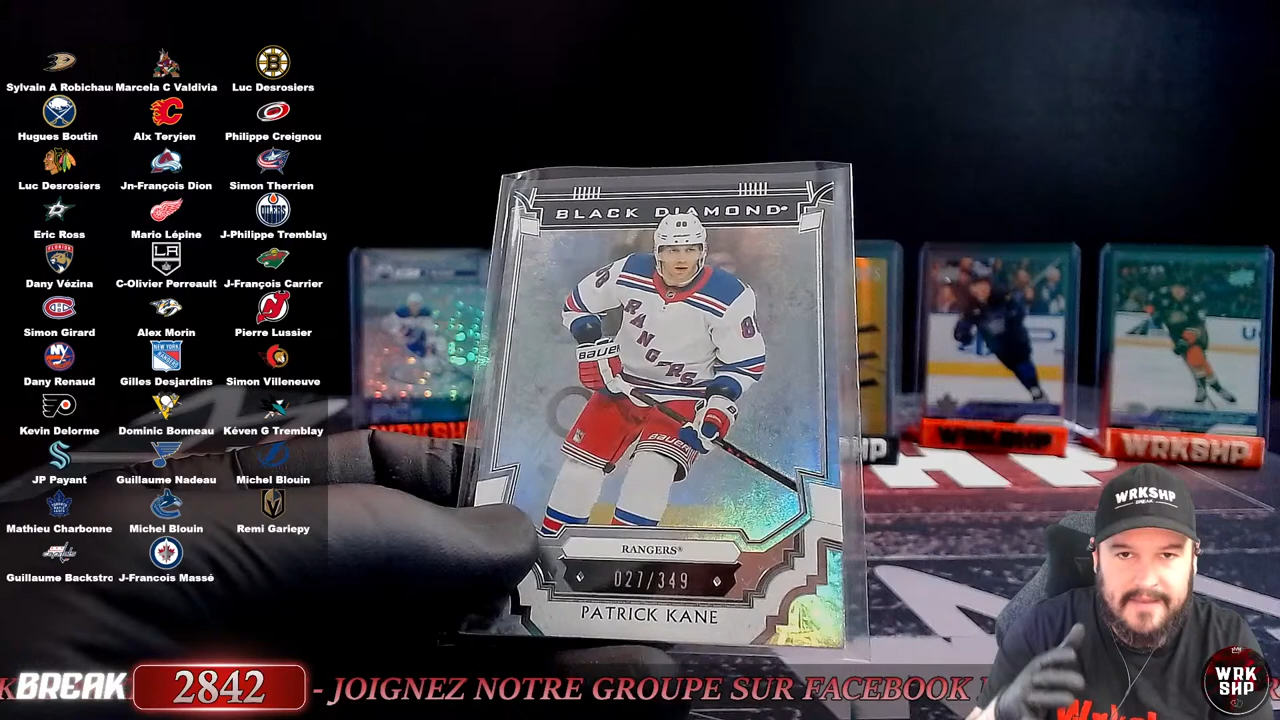 Sylvain A Robichau
Marcela C Valdivia
Luc Desrosiers
Hugues Boutin
Alx Teryien
Philippe Creignou
Luc Desrosiers
Jn-François Dion
Simon Therrien
Eric Ross
Mario Lépine
J-Philippe Tremblay
Dany Vézina
C-Olivier Perreault
J-François Carrier
Simon Girard
Alex Morin
Pierre Lussier
Dany Renaud
Gilles Desjardins
Simon Villeneuve
Kevin Delorme
Dominic Bonneau
Kéven G Tremblay
JP Payant
Guillaume Nadeau
Michel Blouin
Mathieu Charbonne
Michel Blouin
Remi Gariepy
Guillaume Backstro
J-Francois Massé
BLACK DIAMOND
88
RANGERS
BAUER
BAUER
RANGERS
027/349
PATRICK KANE
WRKSHP
WRKSHP
WRKSHP
BREAK
WRK
SHP
BREAK 2842 - JOIGNEZ NOTRE GROUPE SUR FACEBOOK